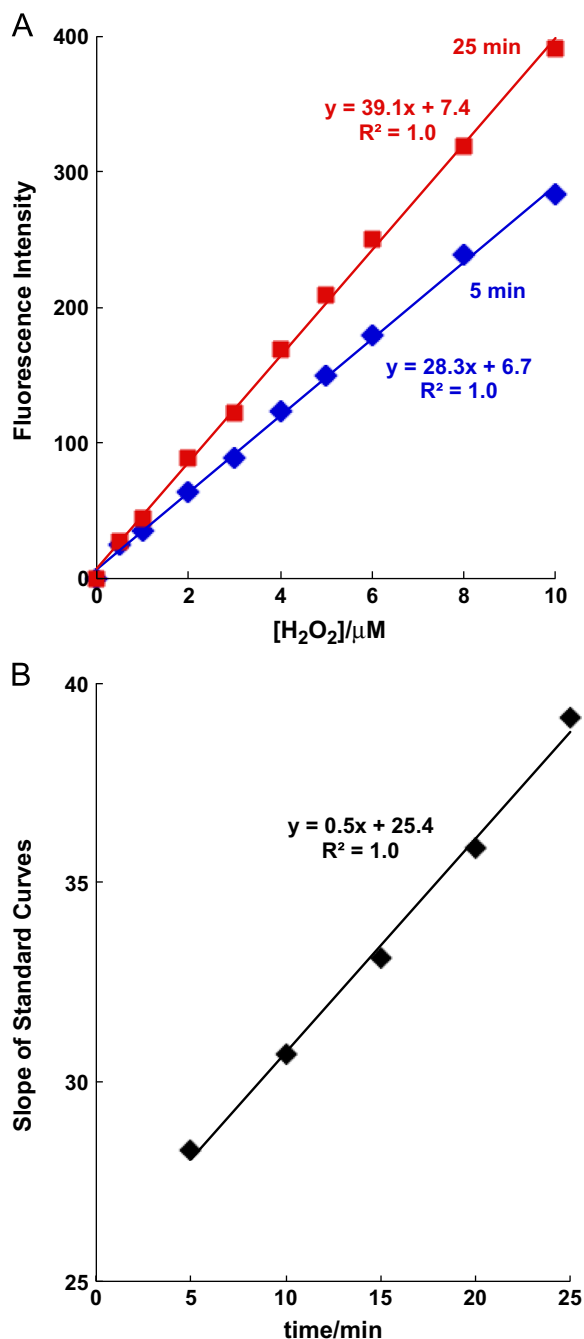 A
400
300
200
100
0
Fluorescence Intensity
25 min
y = 39.1x + 7.4
R² = 1.0
5 min
y = 28.3x + 6.7
R² = 1.0
0 2 4 6 8 10
[H₂O₂]/μM
B
40
35
30
25
Slope of Standard Curves
y = 0.5x + 25.4
R² = 1.0
0 5 10 15 20 25
time/min